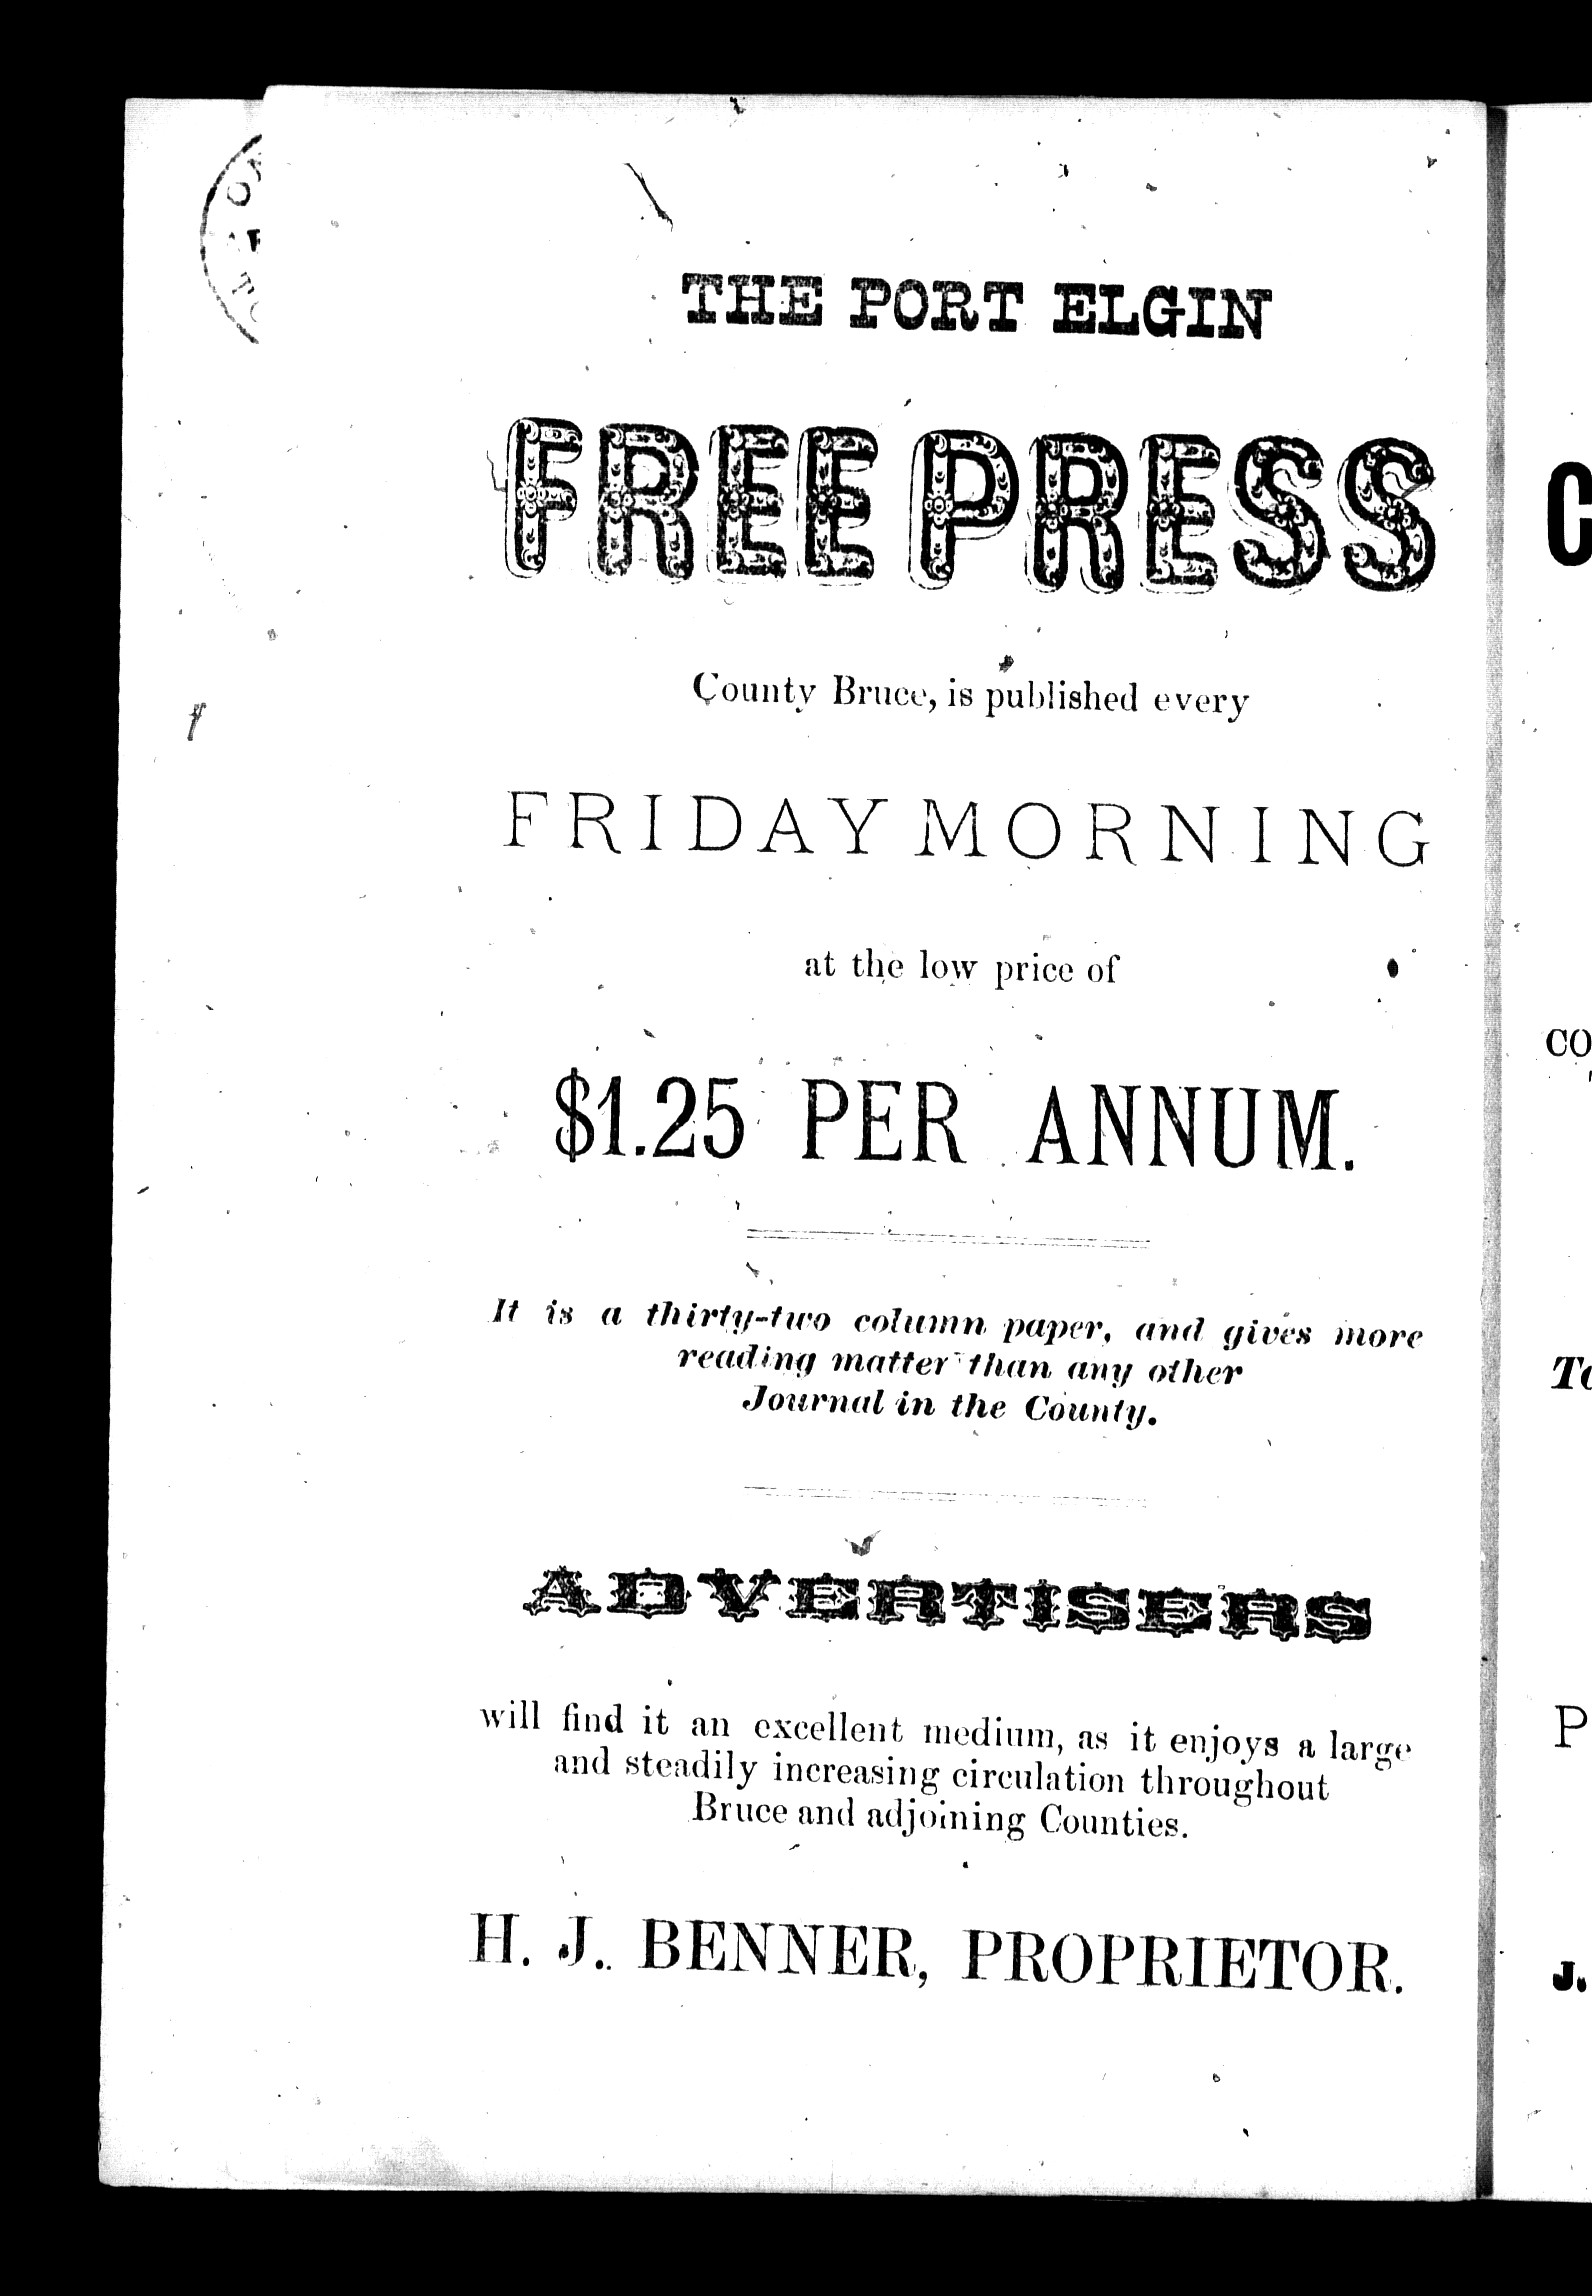 THE PORT ELGIN
FREE PRESS
County Bruce, is published every
FRIDAY MORNING
at the low price of
$1.25 PER ANNUM.
It is a thirty-two column paper, and gives more
reading matter than any other
Journal in the County.
ADVERTISERS
will find it an excellent medium, as it enjoys a large
and steadily increasing circulation throughout
Bruce and adjoining Counties.
H. J. BENNER, PROPRIETOR.